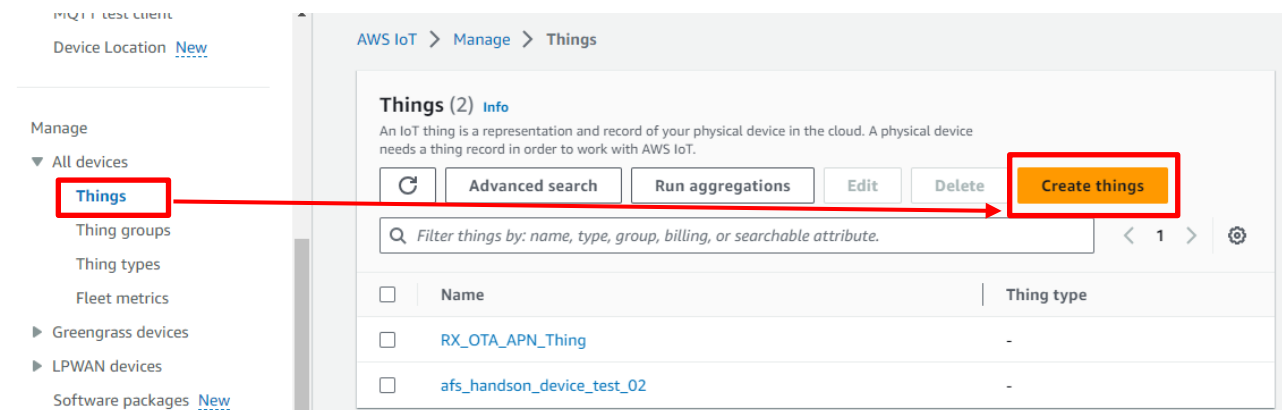 MQTT test client
Device Location New
Manage
All devices
Things
Thing groups
Thing types
Fleet metrics
Greengrass devices
LPWAN devices
Software packages New
AWS IoT > Manage > Things
Things (2) Info
An IoT thing is a representation and record of your physical device in the cloud. A physical device
needs a thing record in order to work with AWS IoT.
Advanced search
Run aggregations
Edit
Delete
Create things
Filter things by: name, type, group, billing, or searchable attribute.
< 1 >
Name
Thing type
RX_OTA_APN_Thing
-
afs_handson_device_test_02
-